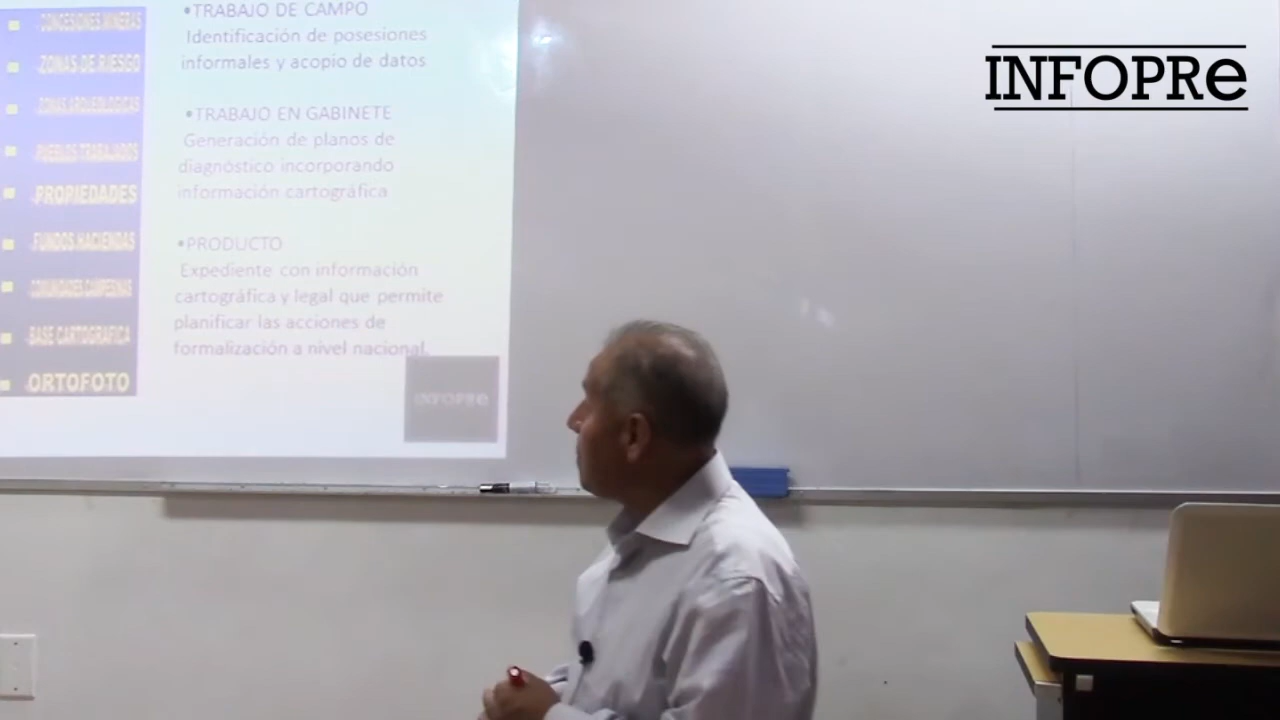 CONCESIONES MINERAS
ZONAS DE RIESGO
ZONAS ARQUEOLOGICAS
PUEBLOS TRABAJADOS
PROPIEDADES
FUNDOS HACIENDAS
COMUNIDADES CAMPESINAS
BASE CARTOGRAFICA
ORTOFOTO
•TRABAJO DE CAMPO
Identificación de posesiones
informales y acopio de datos
•TRABAJO EN GABINETE
Generación de planos de
diagnóstico incorporando
información cartográfica
•PRODUCTO
Expediente con información
cartográfica y legal que permite
planificar las acciones de
formalización a nivel nacional.
INFOPRe
INFOPRe